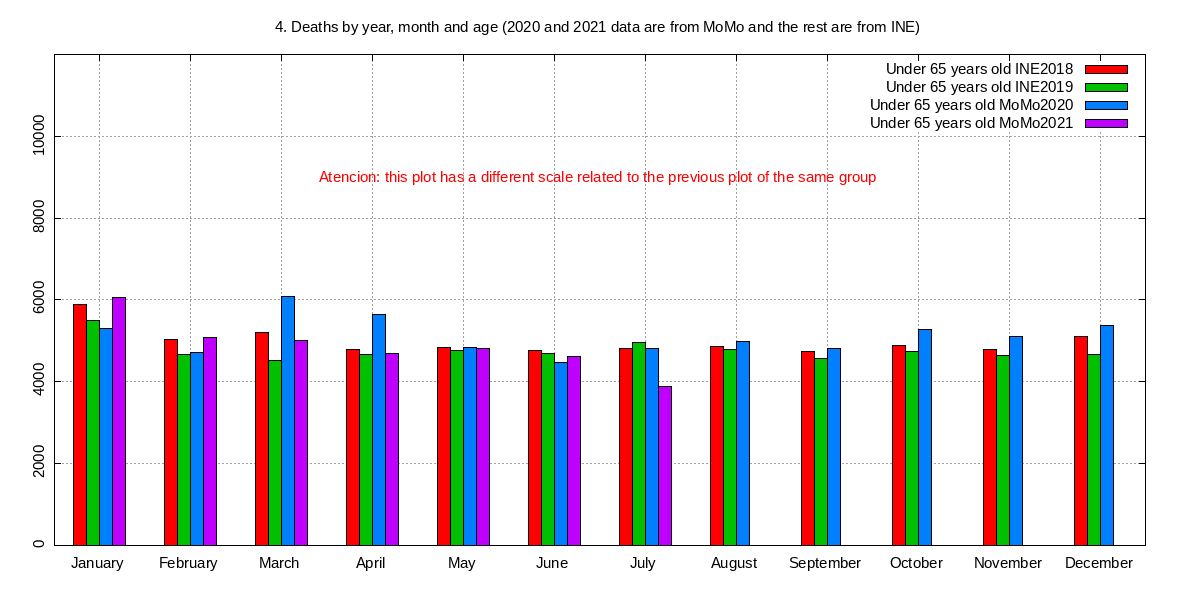 4. Deaths by year, month and age (2020 and 2021 data are from MoMo and the rest are from INE)
Under 65 years old INE2018
Under 65 years old INE2019
Under 65 years old MoMo2020
Under 65 years old MoMo2021
Atencion: this plot has a different scale related to the previous plot of the same group
10000
8000
6000
4000
2000
0
January February March April May June July August September October November December